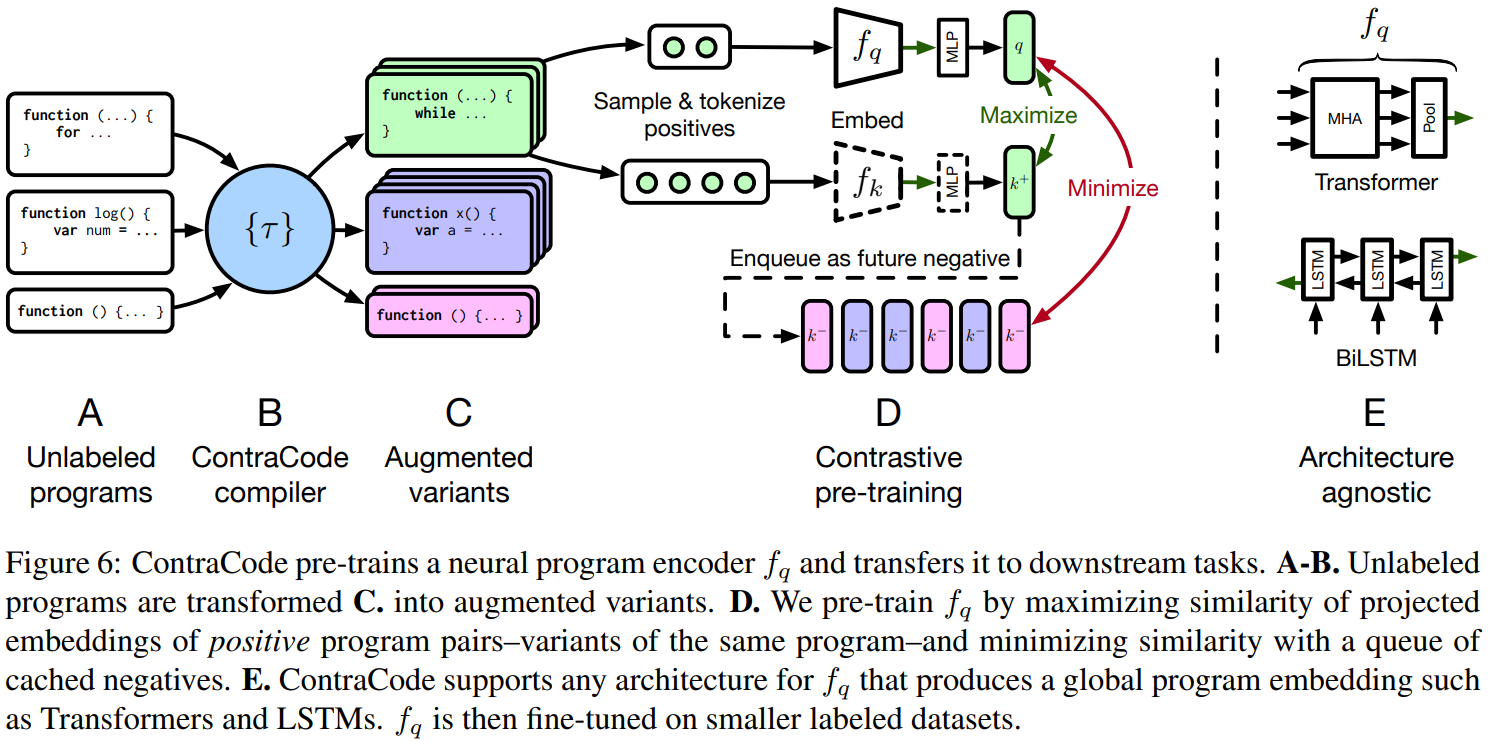 function (...) {
for ...
}
function log() {
var num = ...
}
function () {... }
{τ}
function (...) {
while ...
}
function x() {
var a = ...
}
function () {... }
Sample & tokenize
positives
f_q
MLP
q
Embed
Maximize
f_k
MLP
k⁺
Minimize
Enqueue as future negative
k⁻ k⁻ k⁻ k⁻ k⁻ k⁻
f_q
MHA
Pool
Transformer
LSTM LSTM LSTM
BiLSTM
A
Unlabeled
programs
B
ContraCode
compiler
C
Augmented
variants
D
Contrastive
pre-training
E
Architecture
agnostic
Figure 6: ContraCode pre-trains a neural program encoder f_q and transfers it to downstream tasks. A-B. Unlabeled
programs are transformed C. into augmented variants. D. We pre-train f_q by maximizing similarity of projected
embeddings of positive program pairs–variants of the same program–and minimizing similarity with a queue of
cached negatives. E. ContraCode supports any architecture for f_q that produces a global program embedding such
as Transformers and LSTMs. f_q is then fine-tuned on smaller labeled datasets.